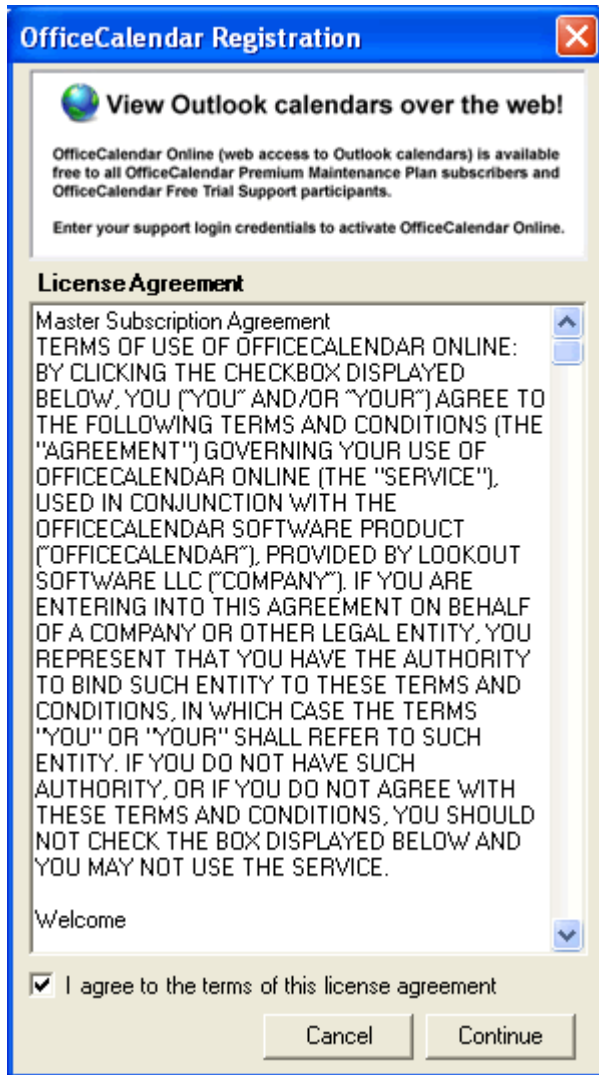 OfficeCalendar Registration
View Outlook calendars over the web!
OfficeCalendar Online (web access to Outlook calendars) is available
free to all OfficeCalendar Premium Maintenance Plan subscribers and
OfficeCalendar Free Trial Support participants.
Enter your support login credentials to activate OfficeCalendar Online.
License Agreement
Master Subscription Agreement
TERMS OF USE OF OFFICECALENDAR ONLINE:
BY CLICKING THE CHECKBOX DISPLAYED
BELOW, YOU ("YOU" AND/OR "YOUR") AGREE TO
THE FOLLOWING TERMS AND CONDITIONS (THE
"AGREEMENT") GOVERNING YOUR USE OF
OFFICECALENDAR ONLINE (THE "SERVICE"),
USED IN CONJUNCTION WITH THE
OFFICECALENDAR SOFTWARE PRODUCT
("OFFICECALENDAR"), PROVIDED BY LOOKOUT
SOFTWARE LLC ("COMPANY"). IF YOU ARE
ENTERING INTO THIS AGREEMENT ON BEHALF
OF A COMPANY OR OTHER LEGAL ENTITY, YOU
REPRESENT THAT YOU HAVE THE AUTHORITY
TO BIND SUCH ENTITY TO THESE TERMS AND
CONDITIONS, IN WHICH CASE THE TERMS
"YOU" OR "YOUR" SHALL REFER TO SUCH
ENTITY. IF YOU DO NOT HAVE SUCH
AUTHORITY, OR IF YOU DO NOT AGREE WITH
THESE TERMS AND CONDITIONS, YOU SHOULD
NOT CHECK THE BOX DISPLAYED BELOW AND
YOU MAY NOT USE THE SERVICE.
Welcome
I agree to the terms of this license agreement
Cancel
Continue